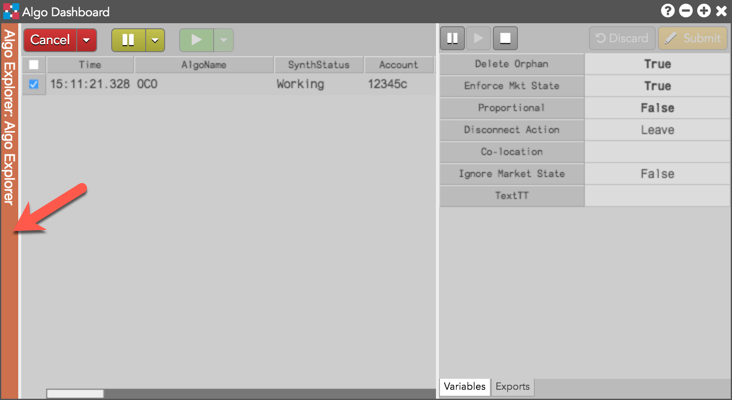 Algo Dashboard
Algo Explorer: Algo Explorer
Cancel
Discard
Submit
Time AlgoName SynthStatus Account
15:11:21.328 OCO Working 12345c
Delete Orphan True
Enforce Mkt State True
Proportional False
Disconnect Action Leave
Co-location
Ignore Market State False
TextTT
Variables Exports